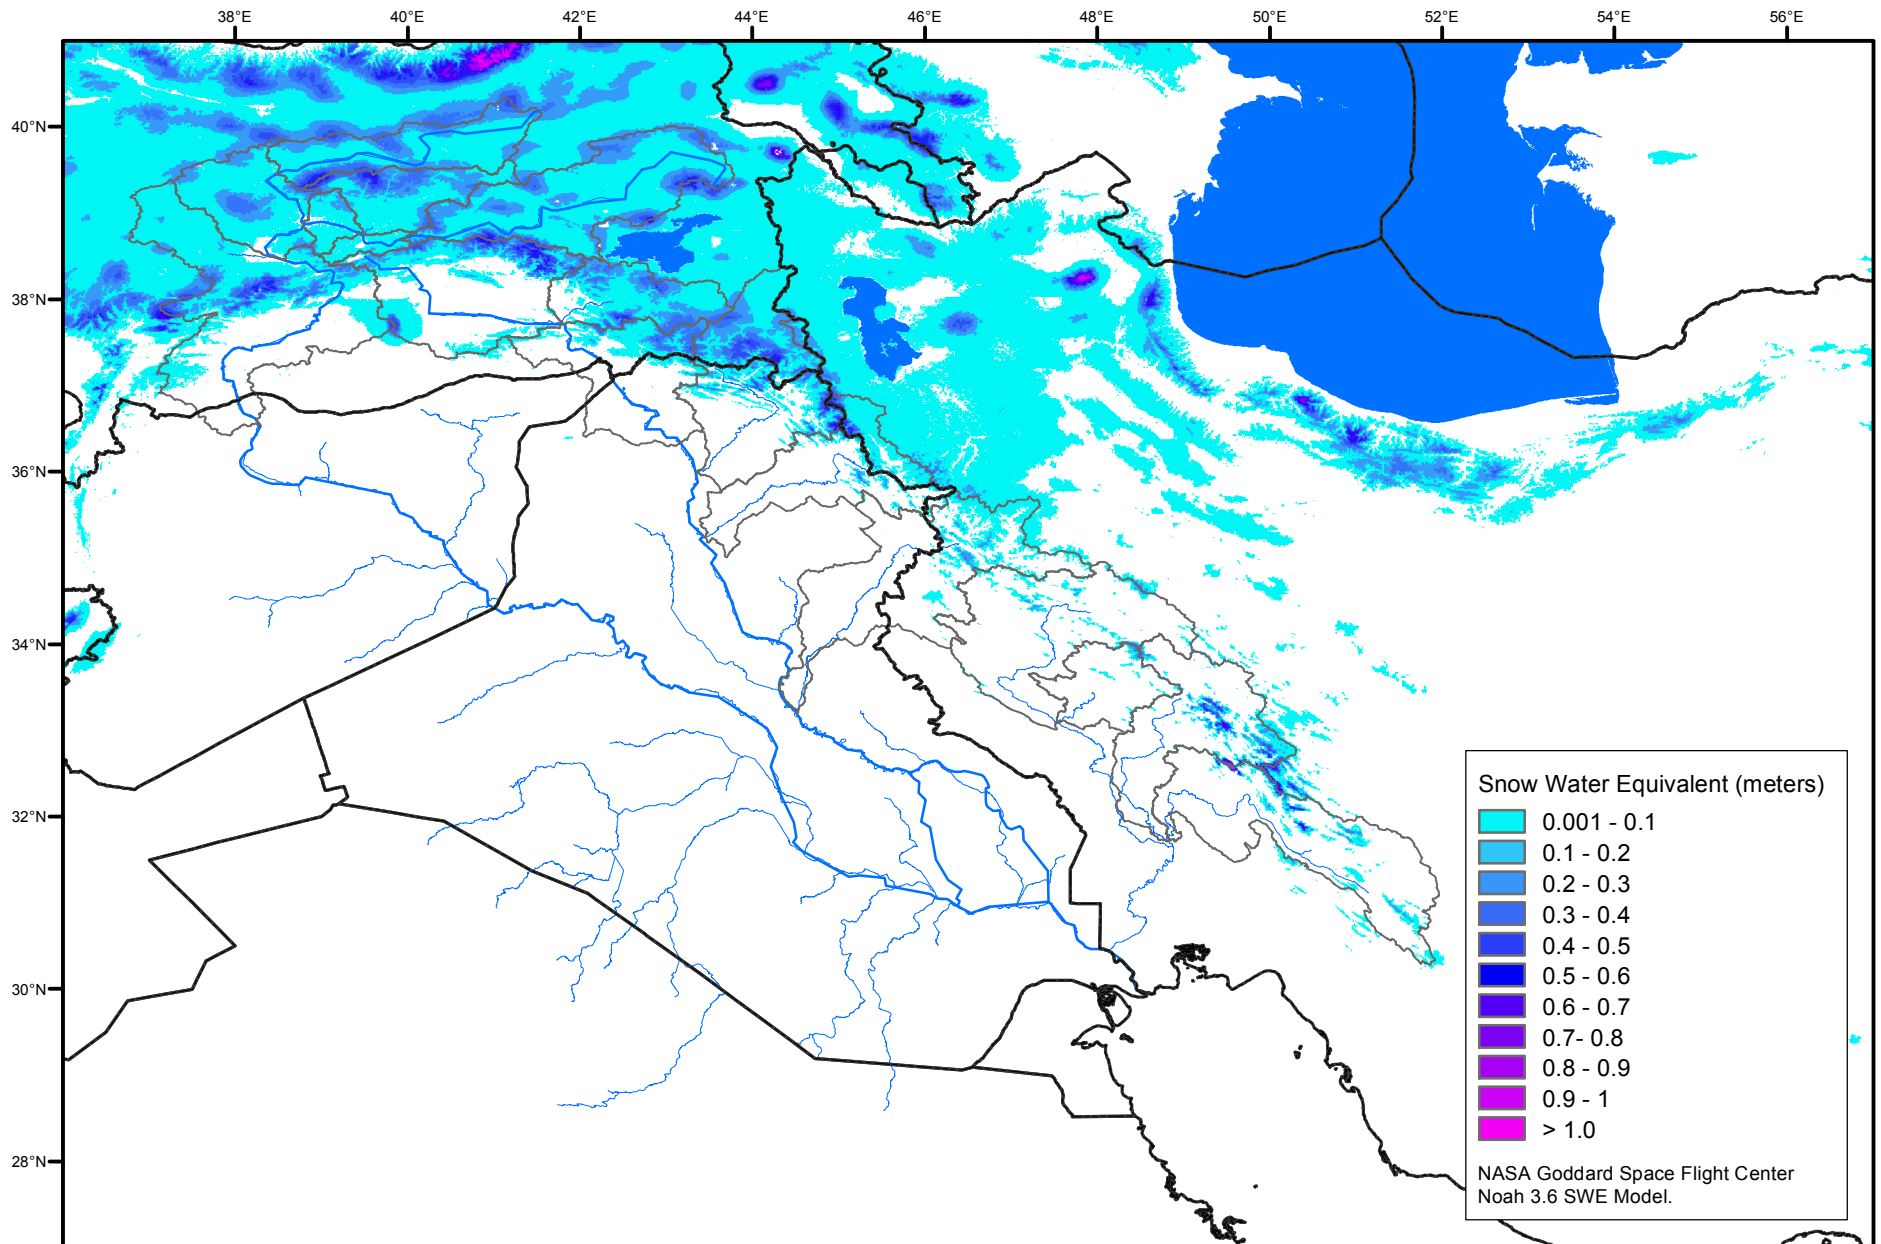 38°E 40°E 42°E 44°E 46°E 48°E 50°E 52°E 54°E 56°E
40°N
38°N
36°N
34°N
32°N
30°N
28°N
Snow Water Equivalent (meters)
0.001 - 0.1
0.1 - 0.2
0.2 - 0.3
0.3 - 0.4
0.4 - 0.5
0.5 - 0.6
0.6 - 0.7
0.7- 0.8
0.8 - 0.9
0.9 - 1
> 1.0
NASA Goddard Space Flight Center
Noah 3.6 SWE Model.